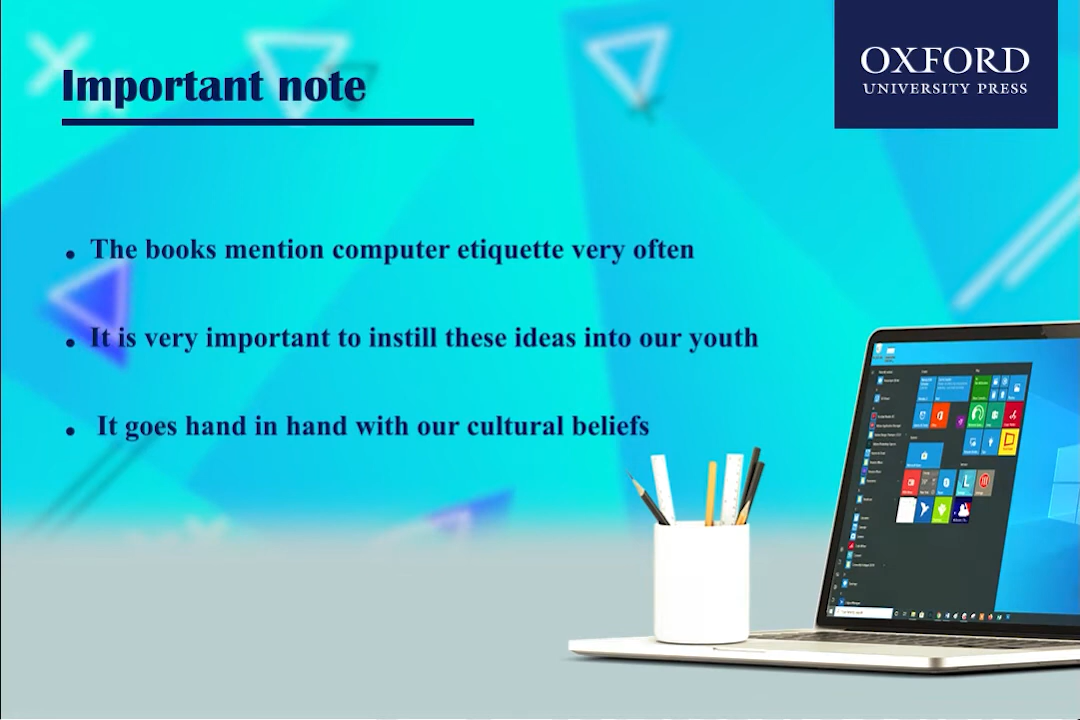 OXFORD
UNIVERSITY PRESS
Important note
• The books mention computer etiquette very often
• It is very important to instill these ideas into our youth
• It goes hand in hand with our cultural beliefs